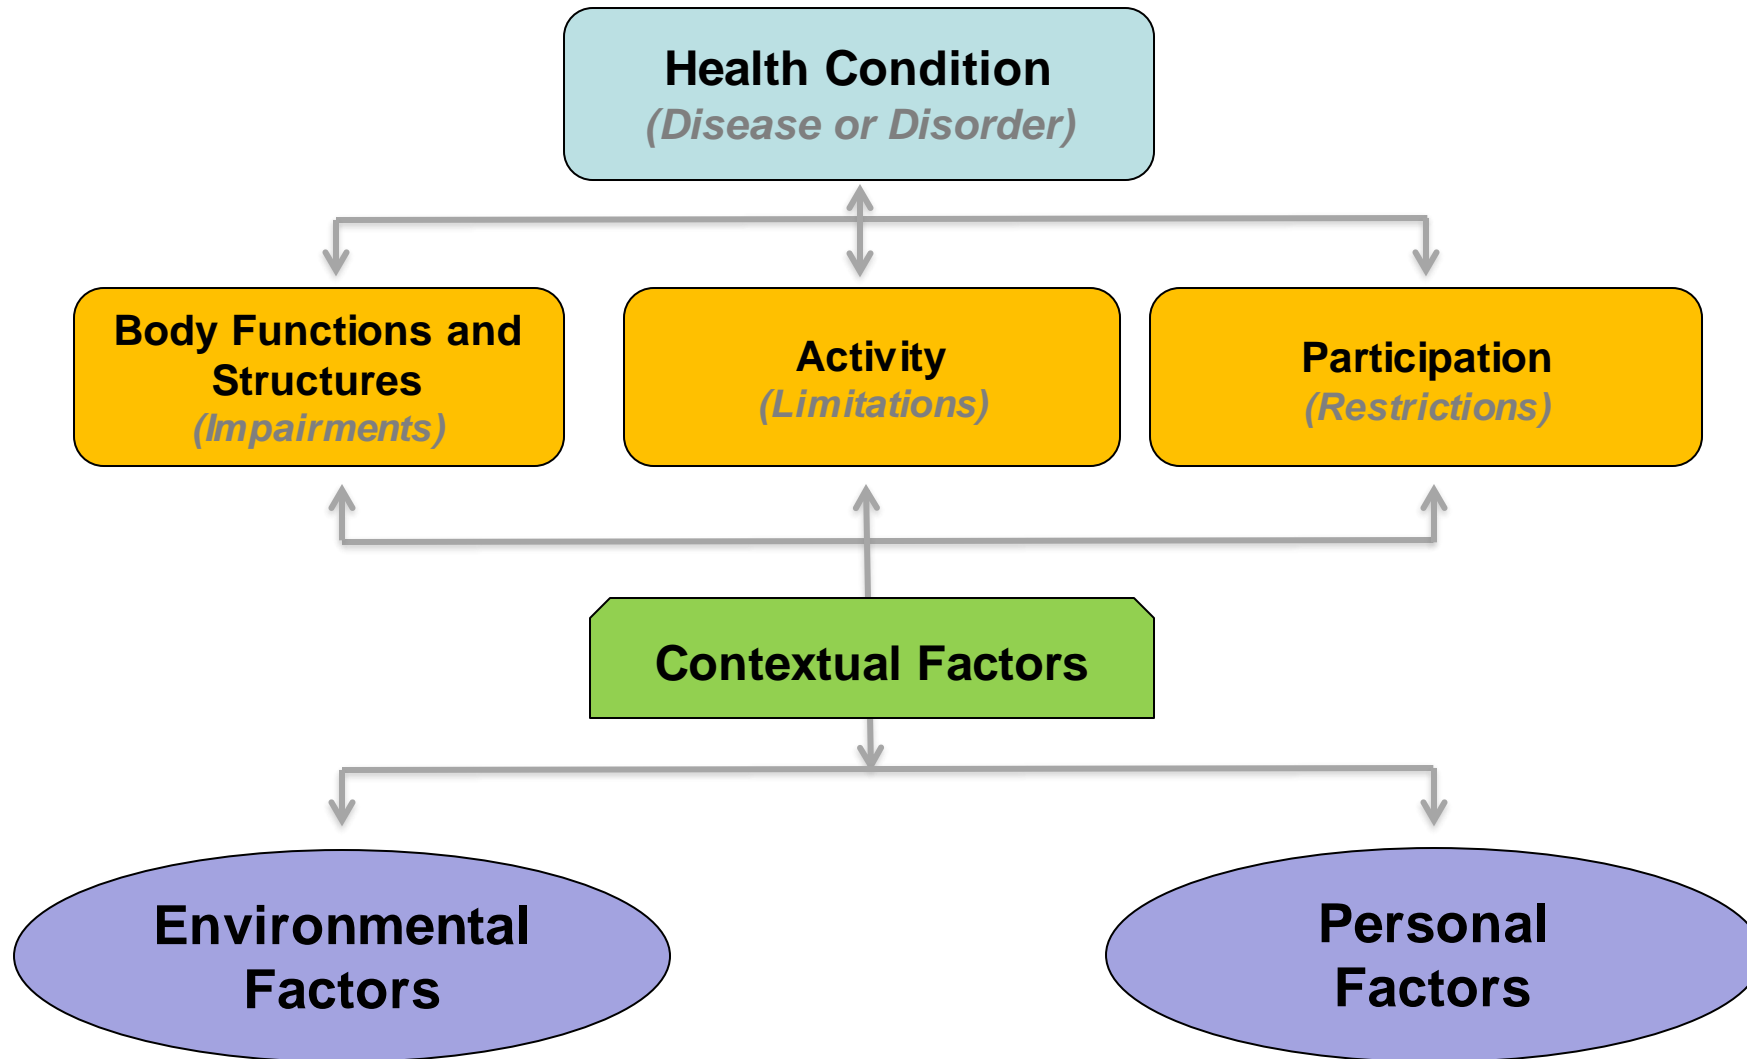 Health Condition
(Disease or Disorder)
Body Functions and
Structures
(Impairments)
Activity
(Limitations)
Participation
(Restrictions)
Contextual Factors
Environmental
Factors
Personal
Factors